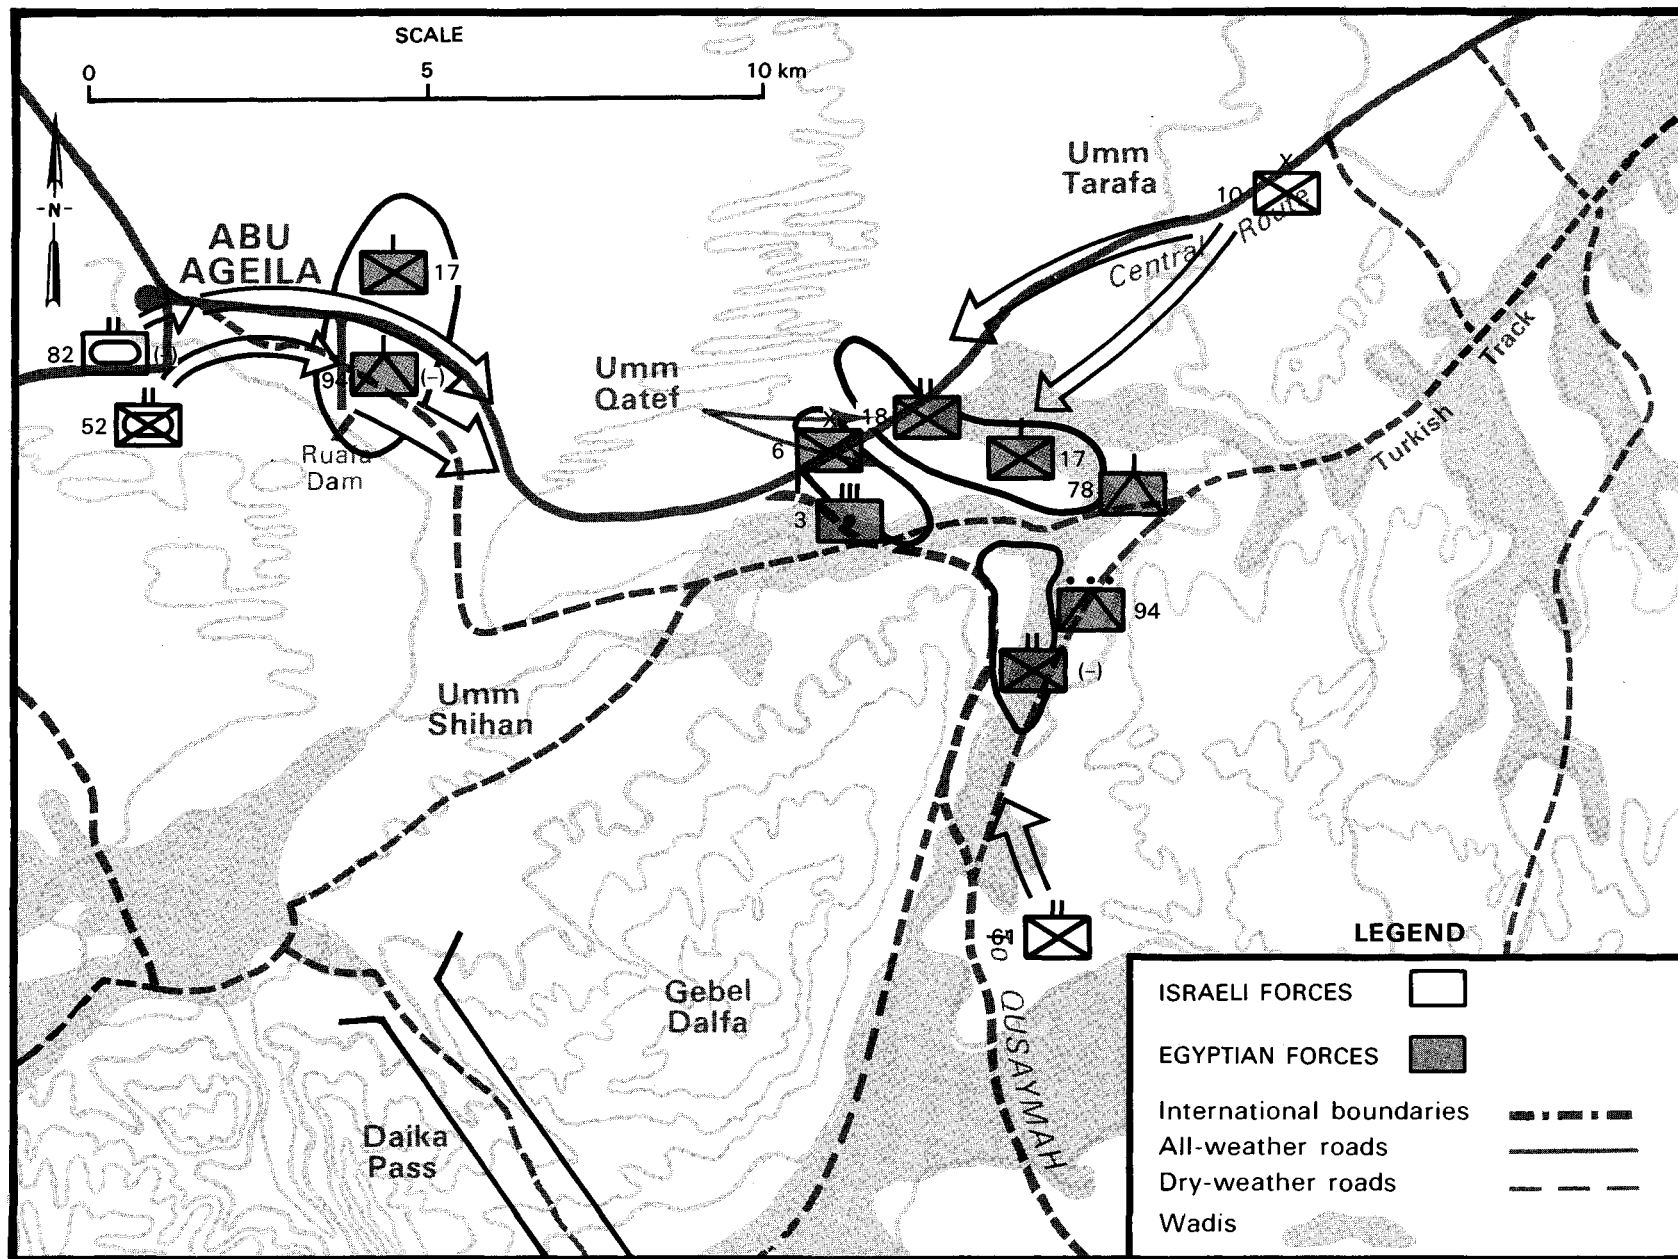 SCALE
0 5 10 km
-N-
ABU
AGEILA
17
82
(-)
94
(-)
52
Ruafa
Dam
Umm
Tarafa
10
Central Route
Umm
Qatef
18
6
17
78
3
Turkish Track
94
(-)
Umm
Shihan
Gebel
Dalfa
Daika
Pass
QUSAYMAH
LEGEND
ISRAELI FORCES
EGYPTIAN FORCES
International boundaries
All-weather roads
Dry-weather roads
Wadis